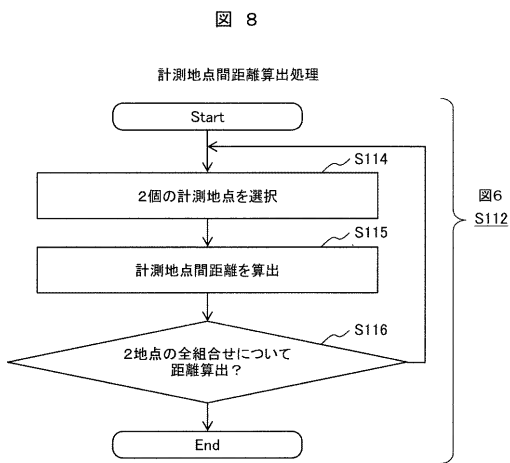 図 8
計測地点間距離算出処理
Start
S114
2個の計測地点を選択
S115
計測地点間距離を算出
S116
2地点の全組合せについて
距離算出？
End
図6
S112